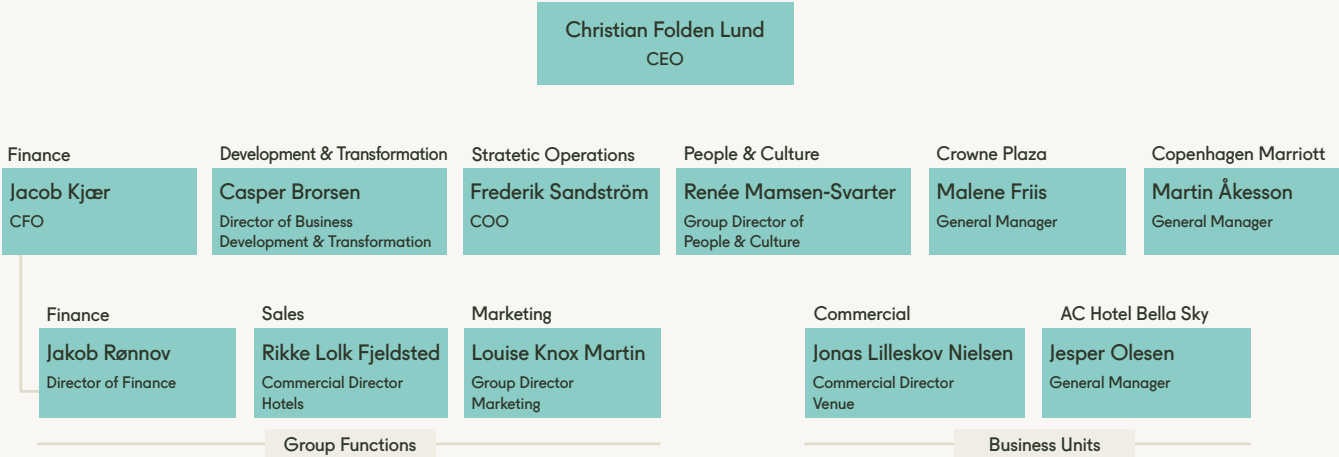 Christian Folden Lund
CEO
Finance
Jacob Kjær
CFO
Development & Transformation
Casper Brorsen
Director of Business
Development & Transformation
Stratetic Operations
Frederik Sandström
COO
People & Culture
Renée Mamsen-Svarter
Group Director of
People & Culture
Crowne Plaza
Malene Friis
General Manager
Copenhagen Marriott
Martin Åkesson
General Manager
Finance
Jakob Rønnov
Director of Finance
Sales
Rikke Lolk Fjeldsted
Commercial Director
Hotels
Marketing
Louise Knox Martin
Group Director
Marketing
Commercial
Jonas Lilleskov Nielsen
Commercial Director
Venue
AC Hotel Bella Sky
Jesper Olesen
General Manager
Group Functions
Business Units